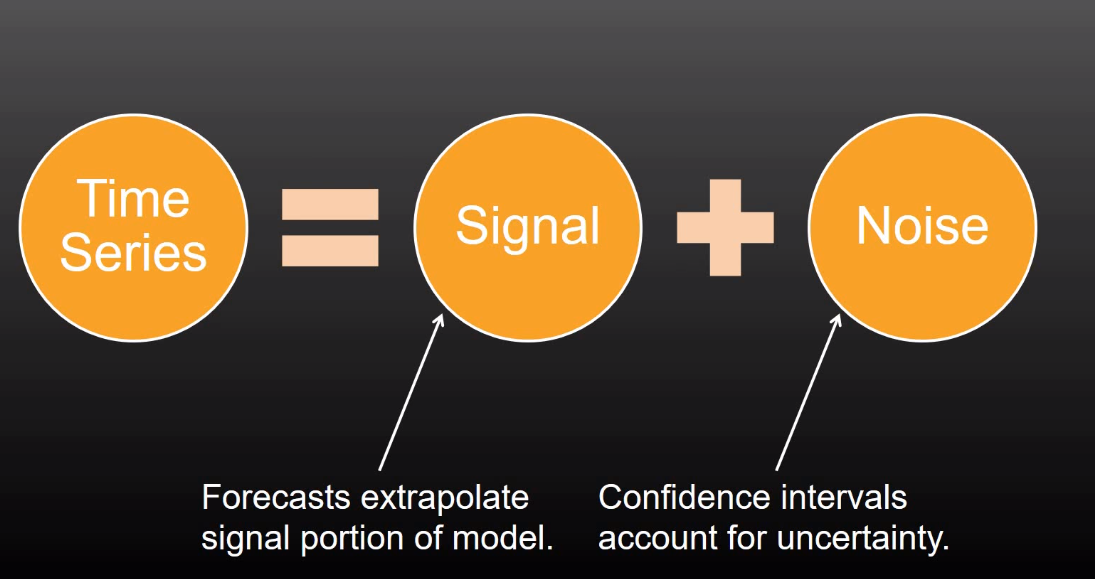 Time
Series
Signal
Noise
Forecasts extrapolate
signal portion of model.
Confidence intervals
account for uncertainty.